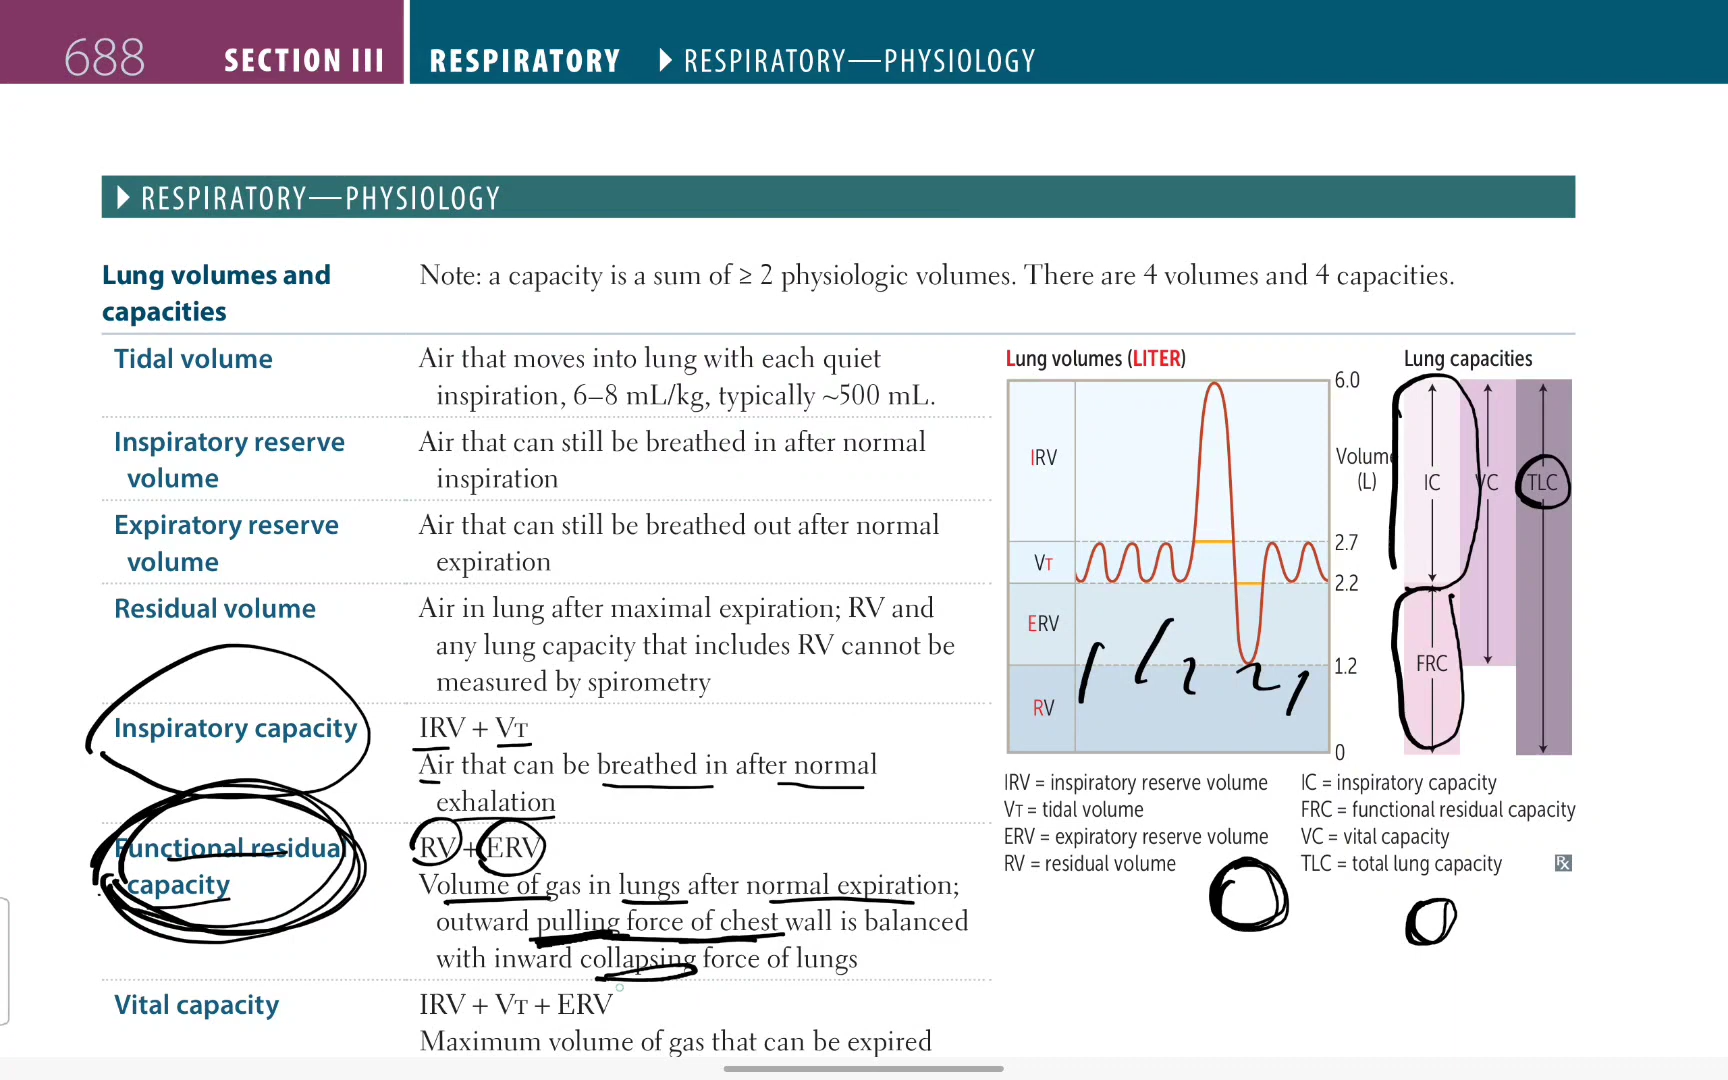 688 SECTION III RESPIRATORY ▶ RESPIRATORY—PHYSIOLOGY
▶ RESPIRATORY—PHYSIOLOGY
Lung volumes and
capacities
Note: a capacity is a sum of ≥ 2 physiologic volumes. There are 4 volumes and 4 capacities.
Tidal volume
Air that moves into lung with each quiet
inspiration, 6–8 mL/kg, typically ~500 mL.
Inspiratory reserve
volume
Air that can still be breathed in after normal
inspiration
Expiratory reserve
volume
Air that can still be breathed out after normal
expiration
Residual volume
Air in lung after maximal expiration; RV and
any lung capacity that includes RV cannot be
measured by spirometry
Inspiratory capacity
IRV + VT
Air that can be breathed in after normal
exhalation
Functional residual
capacity
RV + ERV
Volume of gas in lungs after normal expiration;
outward pulling force of chest wall is balanced
with inward collapsing force of lungs
Vital capacity
IRV + VT + ERV
Maximum volume of gas that can be expired
Lung volumes (LITER)
IRV
VT
ERV
RV
6.0
Volume
(L)
2.7
2.2
1.2
0
Lung capacities
IC
VC
TLC
FRC
IRV = inspiratory reserve volume
VT = tidal volume
ERV = expiratory reserve volume
RV = residual volume
IC = inspiratory capacity
FRC = functional residual capacity
VC = vital capacity
TLC = total lung capacity
Rx